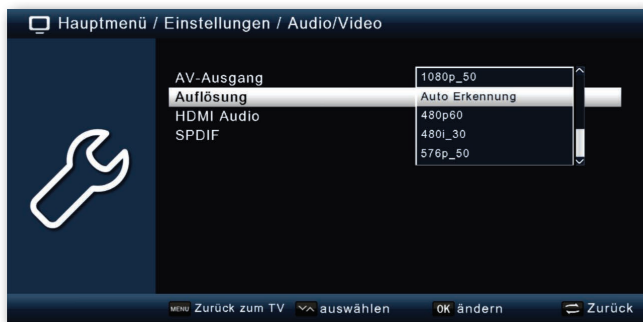 Hauptmenü / Einstellungen / Audio/Video
AV-Ausgang
Auflösung
HDMI Audio
SPDIF
1080p_50
Auto Erkennung
480p60
480i_30
576p_50
MENU Zurück zum TV auswählen OK ändern Zurück